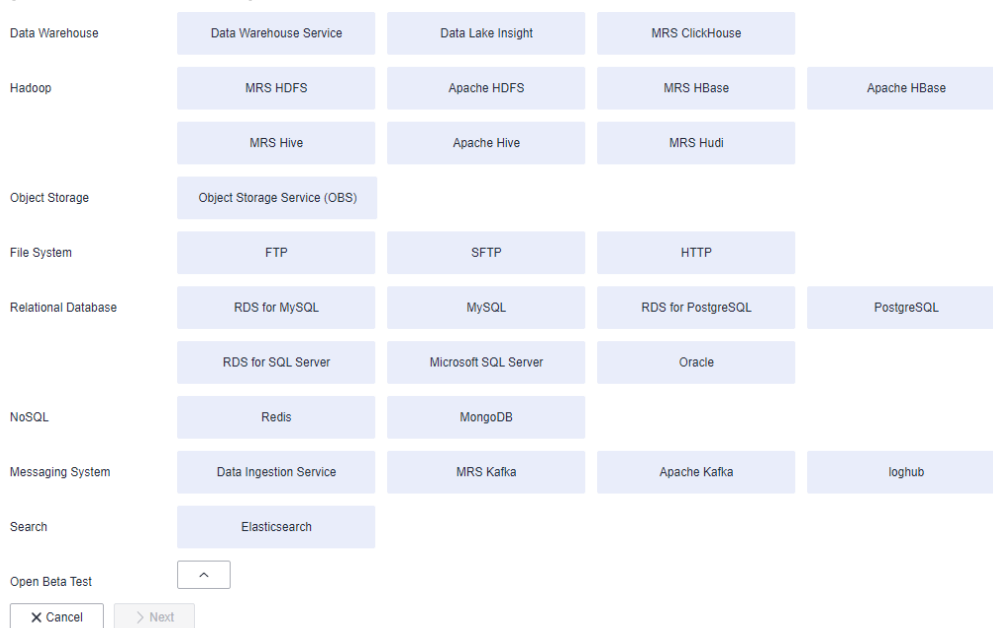 Data Warehouse Data Warehouse Service Data Lake Insight MRS ClickHouse
Hadoop MRS HDFS Apache HDFS MRS HBase Apache HBase
MRS Hive Apache Hive MRS Hudi
Object Storage Object Storage Service (OBS)
File System FTP SFTP HTTP
Relational Database RDS for MySQL MySQL RDS for PostgreSQL PostgreSQL
RDS for SQL Server Microsoft SQL Server Oracle
NoSQL Redis MongoDB
Messaging System Data Ingestion Service MRS Kafka Apache Kafka loghub
Search Elasticsearch
Open Beta Test
Cancel Next